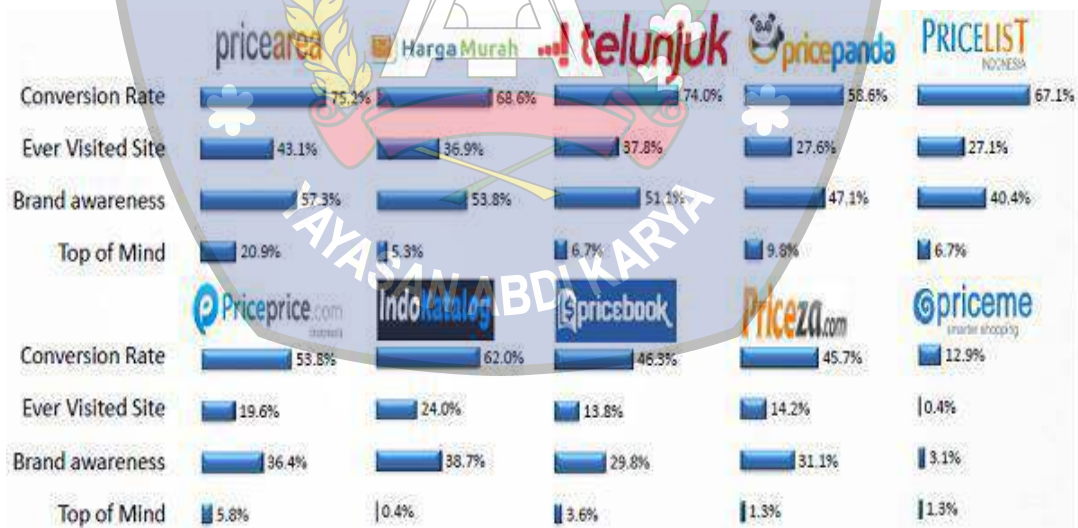 pricearea HargaMurah telunjuk pricepanda PRICELIST
INDONESIA
Conversion Rate 75.2% 68.6% 74.0% 58.6% 67.1%
Ever Visited Site 43.1% 36.9% 37.8% 27.6% 27.1%
Brand awareness 57.3% 53.8% 51.1% 47.1% 40.4%
Top of Mind 20.9% 5.3% 6.7% 9.8% 6.7%
YAYASAN ABDI KARYA
Priceprice.com IndoKatalog pricebook Priceza.com priceme
Indonesia smarter shopping
Conversion Rate 53.8% 62.0% 46.3% 45.7% 12.9%
Ever Visited Site 19.6% 24.0% 13.8% 14.2% 0.4%
Brand awareness 36.4% 38.7% 29.8% 31.1% 3.1%
Top of Mind 5.8% 0.4% 3.6% 1.3% 1.3%